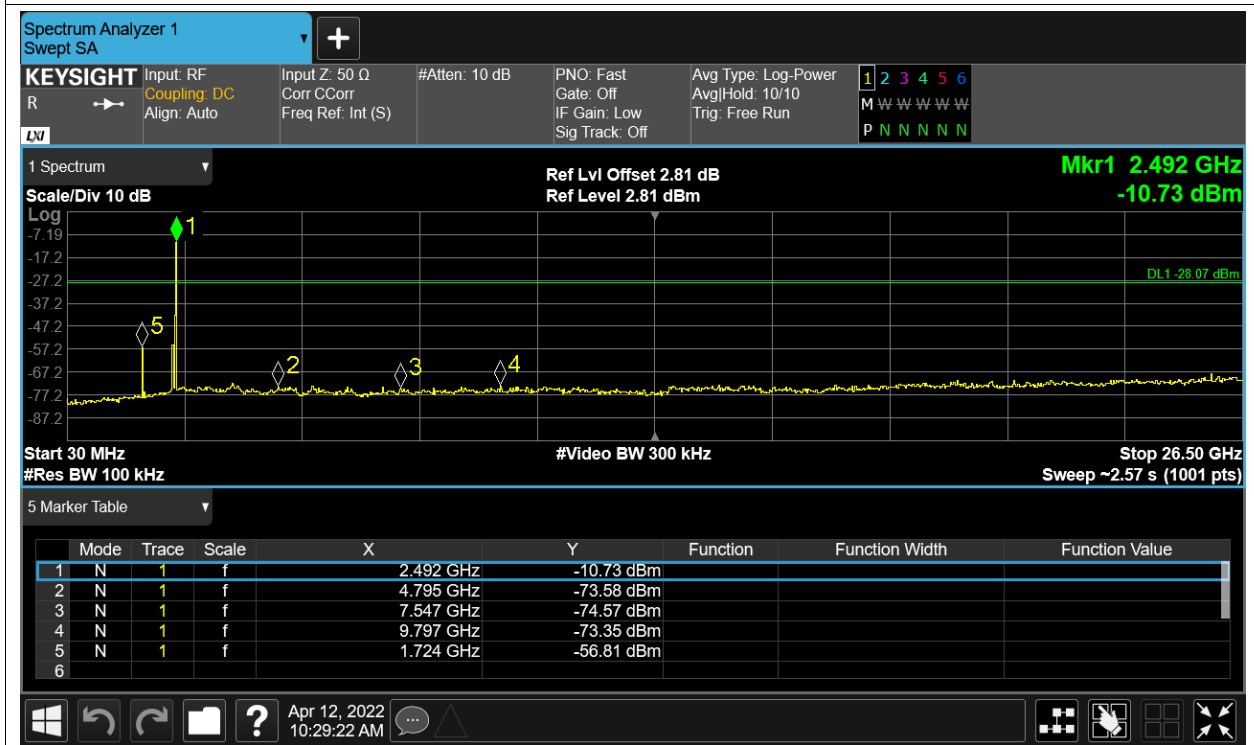 Spectrum Analyzer 1
Swept SA
KEYSIGHT
R
LXI
Input: RF
Coupling: DC
Align: Auto
Input Z: 50 Ω
Corr CCorr
Freq Ref: Int (S)
#Atten: 10 dB
PNO: Fast
Gate: Off
IF Gain: Low
Sig Track: Off
Avg Type: Log-Power
Avg|Hold: 10/10
Trig: Free Run
1 2 3 4 5 6
M W W W W W
P N N N N N
1 Spectrum
Scale/Div 10 dB
Ref Lvl Offset 2.81 dB
Ref Level 2.81 dBm
Mkr1 2.492 GHz
-10.73 dBm
Log
-7.19
-17.2
-27.2
-37.2
-47.2
-57.2
-67.2
-77.2
-87.2
1
5
2
3
4
DL1 -28.07 dBm
Start 30 MHz
#Video BW 300 kHz
Stop 26.50 GHz
#Res BW 100 kHz
Sweep ~2.57 s (1001 pts)
5 Marker Table
Mode Trace Scale X Y Function Function Width Function Value
1 N 1 f 2.492 GHz -10.73 dBm
2 N 1 f 4.795 GHz -73.58 dBm
3 N 1 f 7.547 GHz -74.57 dBm
4 N 1 f 9.797 GHz -73.35 dBm
5 N 1 f 1.724 GHz -56.81 dBm
6
?
Apr 12, 2022
10:29:22 AM